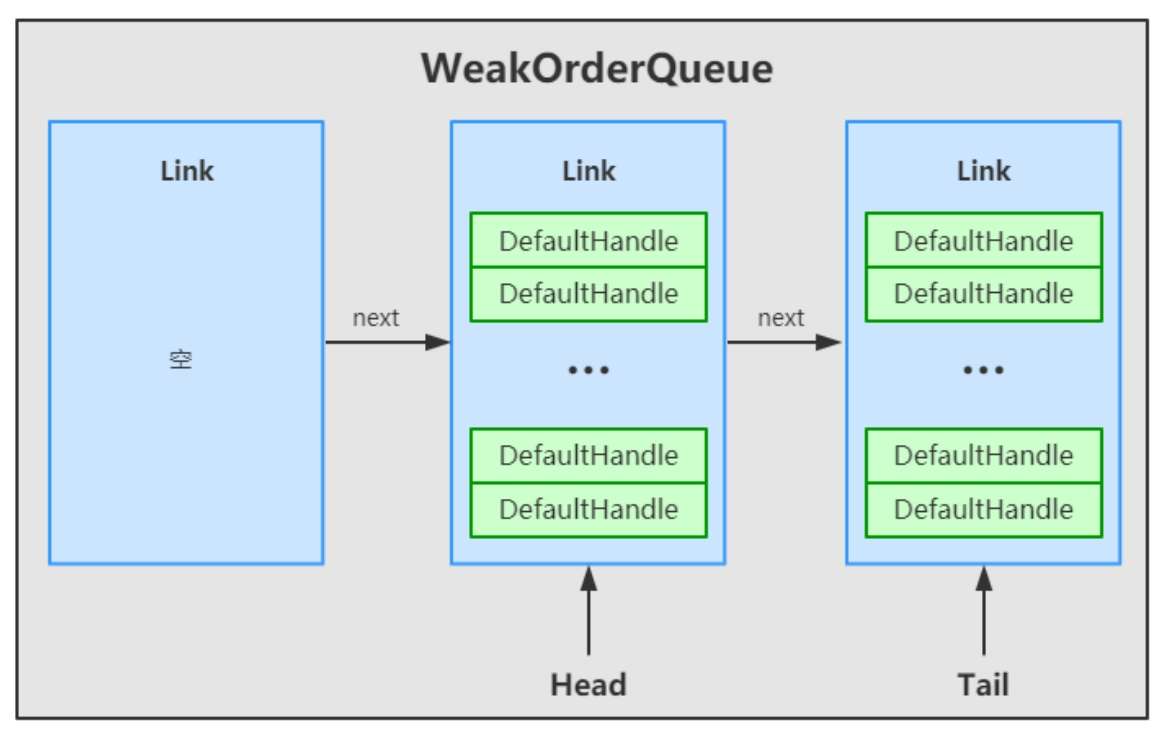 WeakOrderQueue
Link
空
next
Link
DefaultHandle
DefaultHandle
...
DefaultHandle
DefaultHandle
Head
next
Link
DefaultHandle
DefaultHandle
...
DefaultHandle
DefaultHandle
Tail